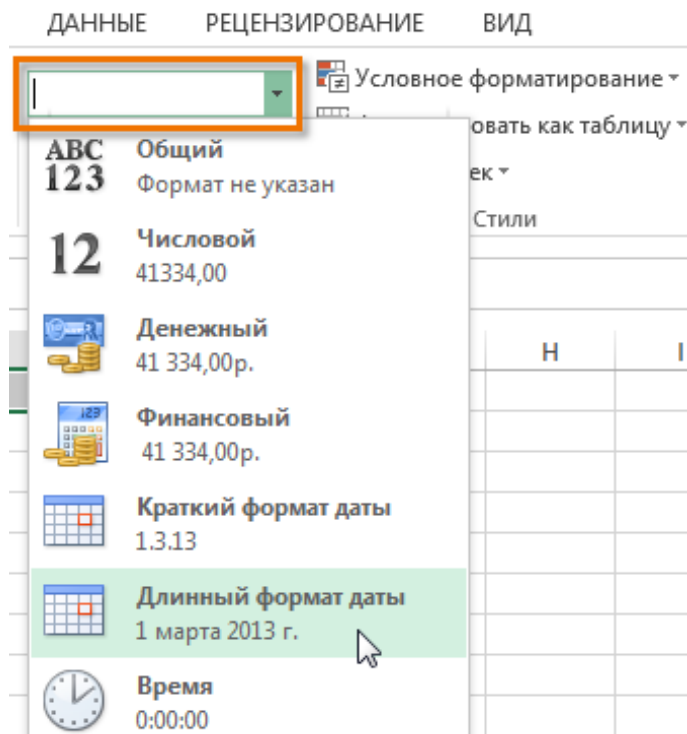 ДАННЫЕ РЕЦЕНЗИРОВАНИЕ ВИД
Условное форматирование
овать как таблицу
ек
Стили
ABC
123
Общий
Формат не указан
12
Числовой
41334,00
Денежный
41 334,00р.
Финансовый
41 334,00р.
Краткий формат даты
1.3.13
Длинный формат даты
1 марта 2013 г.
Время
0:00:00
H I